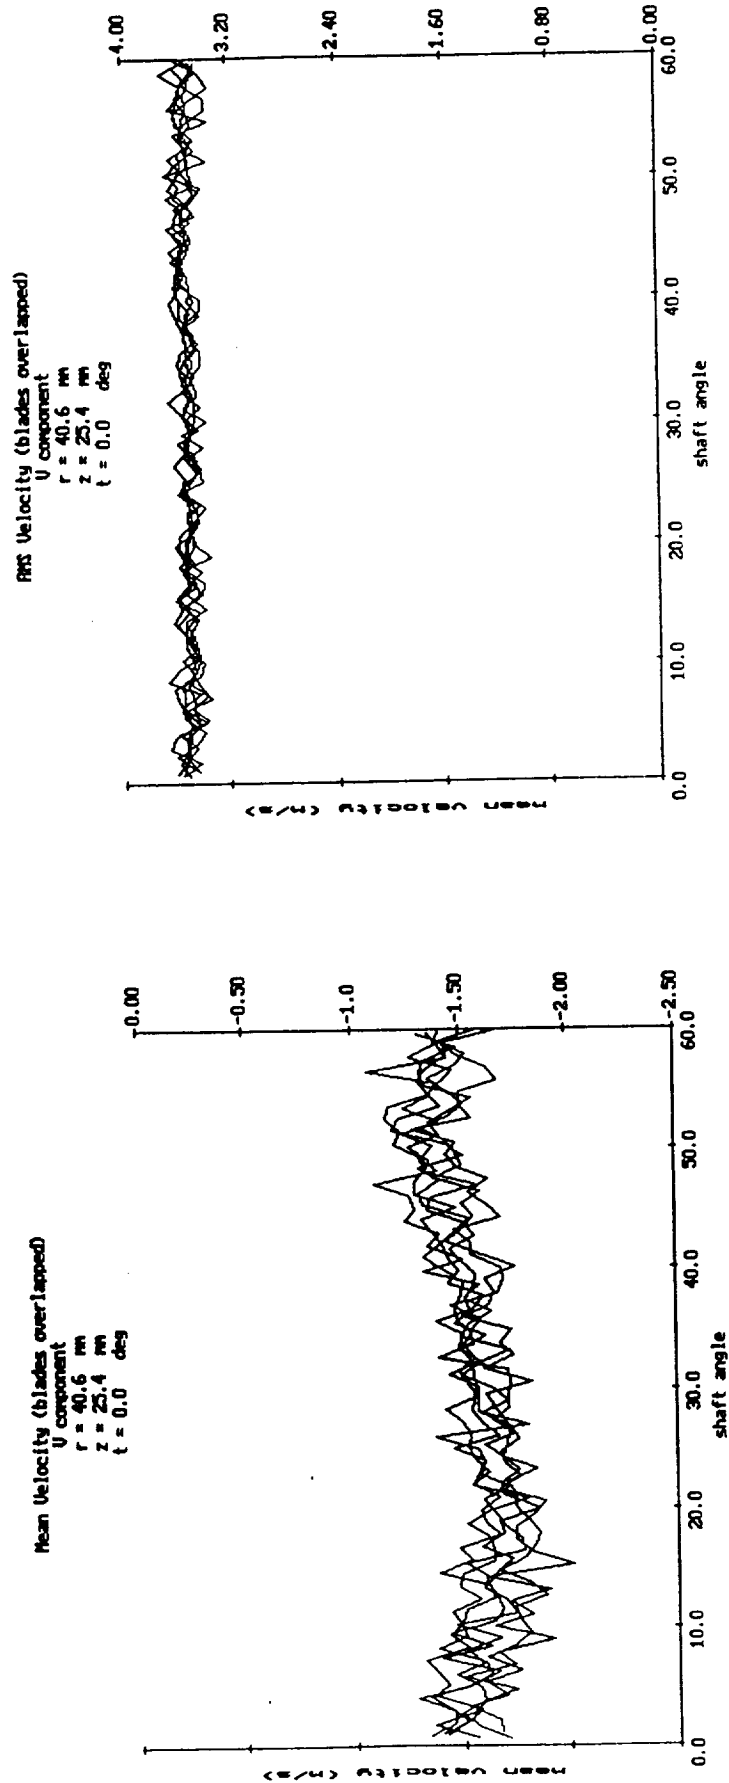 Mean Velocity (blades overlapped)
U component
r = 40.6 mm
z = 25.4 mm
t = 0.0 deg
0.00
-0.50
-1.0
-1.50
-2.00
-2.50
mean velocity (m/s)
0.0
10.0
20.0
30.0
40.0
50.0
60.0
shaft angle
RMS Velocity (blades overlapped)
U component
r = 40.6 mm
z = 25.4 mm
t = 0.0 deg
4.00
3.20
2.40
1.60
0.80
0.00
mean velocity (m/s)
0.0
10.0
20.0
30.0
40.0
50.0
60.0
shaft angle